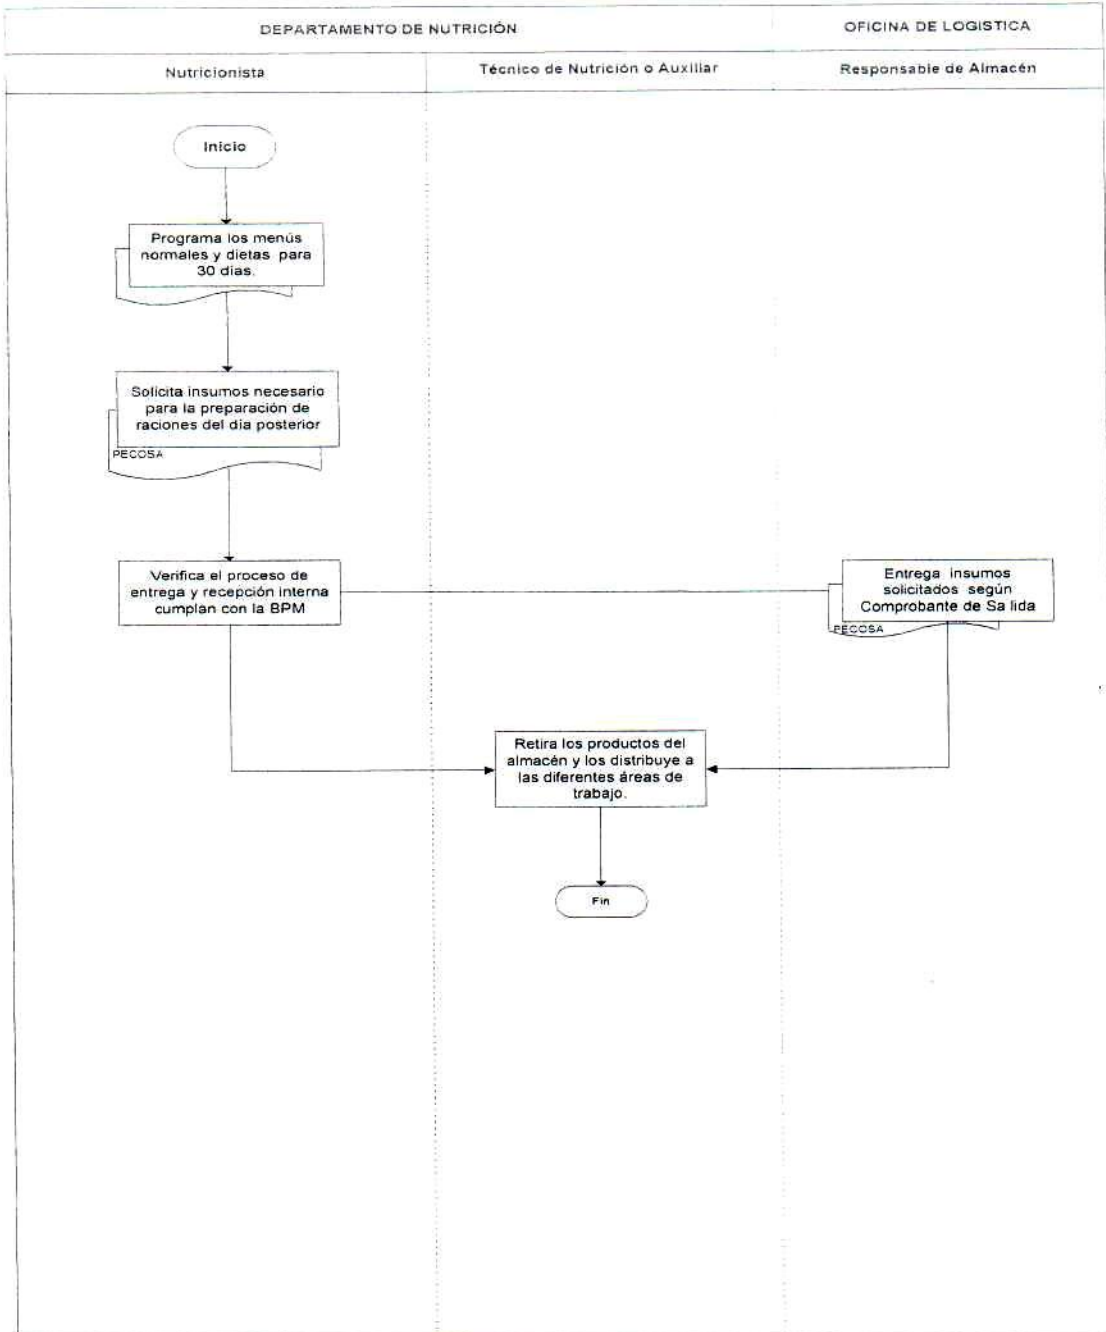 DEPARTAMENTO DE NUTRICIÓN
OFICINA DE LOGISTICA
Nutricionista
Técnico de Nutrición o Auxiliar
Responsable de Almacén
Inicio
Programa los menús
normales y dietas para
30 dias.
Solicita insumos necesario
para la preparación de
raciones del dia posterior
PECOSA
Verifica el proceso de
entrega y recepción interna
cumplan con la BPM
Entrega insumos
solicitados según
Comprobante de Sa lida
PECOSA
Retira los productos del
almacén y los distribuye a
las diferentes áreas de
trabajo.
Fin